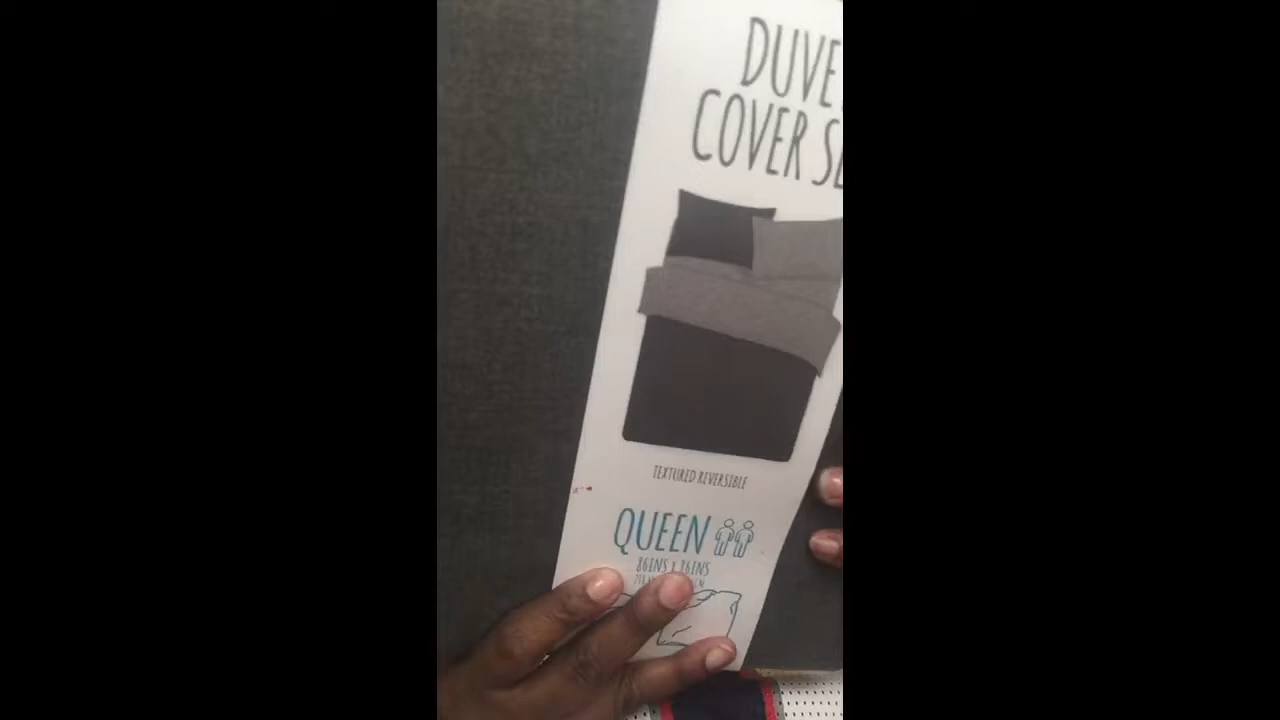 DUVE
COVER SE
TEXTURED REVERSIBLE
QUEEN
86INS x 86INS